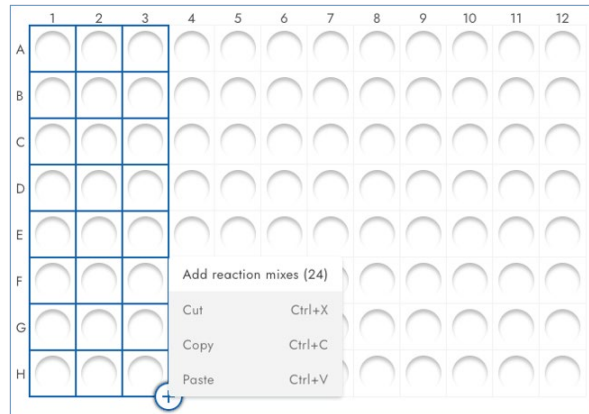 1 2 3 4 5 6 7 8 9 10 11 12
A
B
C
D
E
Add reaction mixes (24)
F
Cut Ctrl+X
G
Copy Ctrl+C
H
Paste Ctrl+V